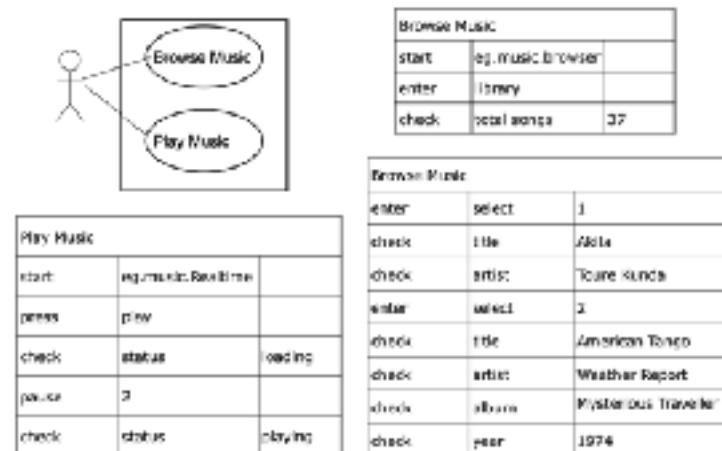 Browse Music
Play Music
Browse Music
start eg.music.browser
enter library
check total songs 37
Browse Music
enter select 1
check title Akila
check artist Toure Kunda
enter select 2
check title American Tango
check artist Weather Report
check album Mysterious Traveller
check year 1974
Play Music
start eg.music.Realtime
press play
check status loading
pause 2
check status playing